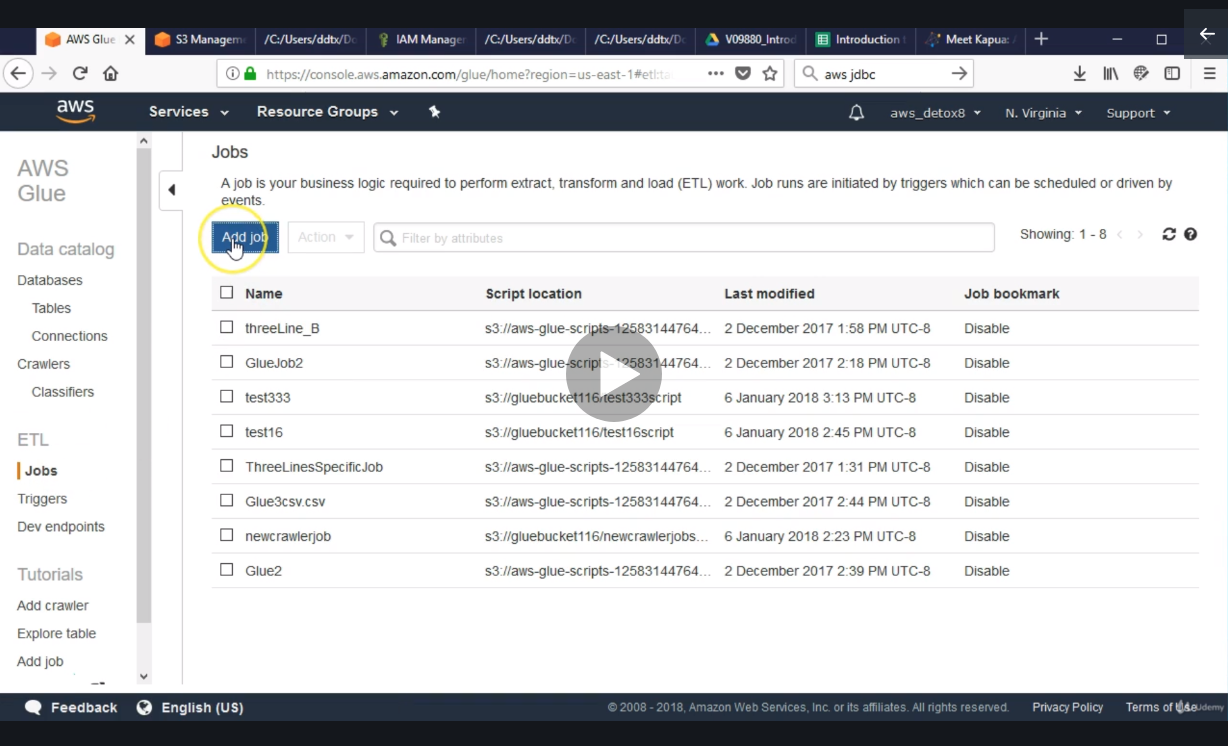 AWS Glue
S3 Managem
/C:/Users/ddtx/Do
IAM Manager
/C:/Users/ddtx/Do
/C:/Users/ddtx/Do
V09880_Introd
Introduction
Meet Kapua:
https://console.aws.amazon.com/glue/home?region=us-east-1#etl:ta
aws jdbc
aws
Services
Resource Groups
aws_detox8
N. Virginia
Support
AWS
Glue
Data catalog
Databases
Tables
Connections
Crawlers
Classifiers
ETL
Jobs
Triggers
Dev endpoints
Tutorials
Add crawler
Explore table
Add job
Jobs
A job is your business logic required to perform extract, transform and load (ETL) work. Job runs are initiated by triggers which can be scheduled or driven by
events.
Add job
Action
Filter by attributes
Showing: 1 - 8
Name Script location Last modified Job bookmark
threeLine_B s3://aws-glue-scripts-12583144764... 2 December 2017 1:58 PM UTC-8 Disable
GlueJob2 s3://aws-glue-scripts-12583144764... 2 December 2017 2:18 PM UTC-8 Disable
test333 s3://gluebucket116/test333script 6 January 2018 3:13 PM UTC-8 Disable
test16 s3://gluebucket116/test16script 6 January 2018 2:45 PM UTC-8 Disable
ThreeLinesSpecificJob s3://aws-glue-scripts-12583144764... 2 December 2017 1:31 PM UTC-8 Disable
Glue3csv.csv s3://aws-glue-scripts-12583144764... 2 December 2017 2:44 PM UTC-8 Disable
newcrawlerjob s3://gluebucket116/newcrawlerjobs... 6 January 2018 2:23 PM UTC-8 Disable
Glue2 s3://aws-glue-scripts-12583144764... 2 December 2017 2:39 PM UTC-8 Disable
Feedback
English (US)
© 2008 - 2018, Amazon Web Services, Inc. or its affiliates. All rights reserved.
Privacy Policy
Terms of Use
Udemy